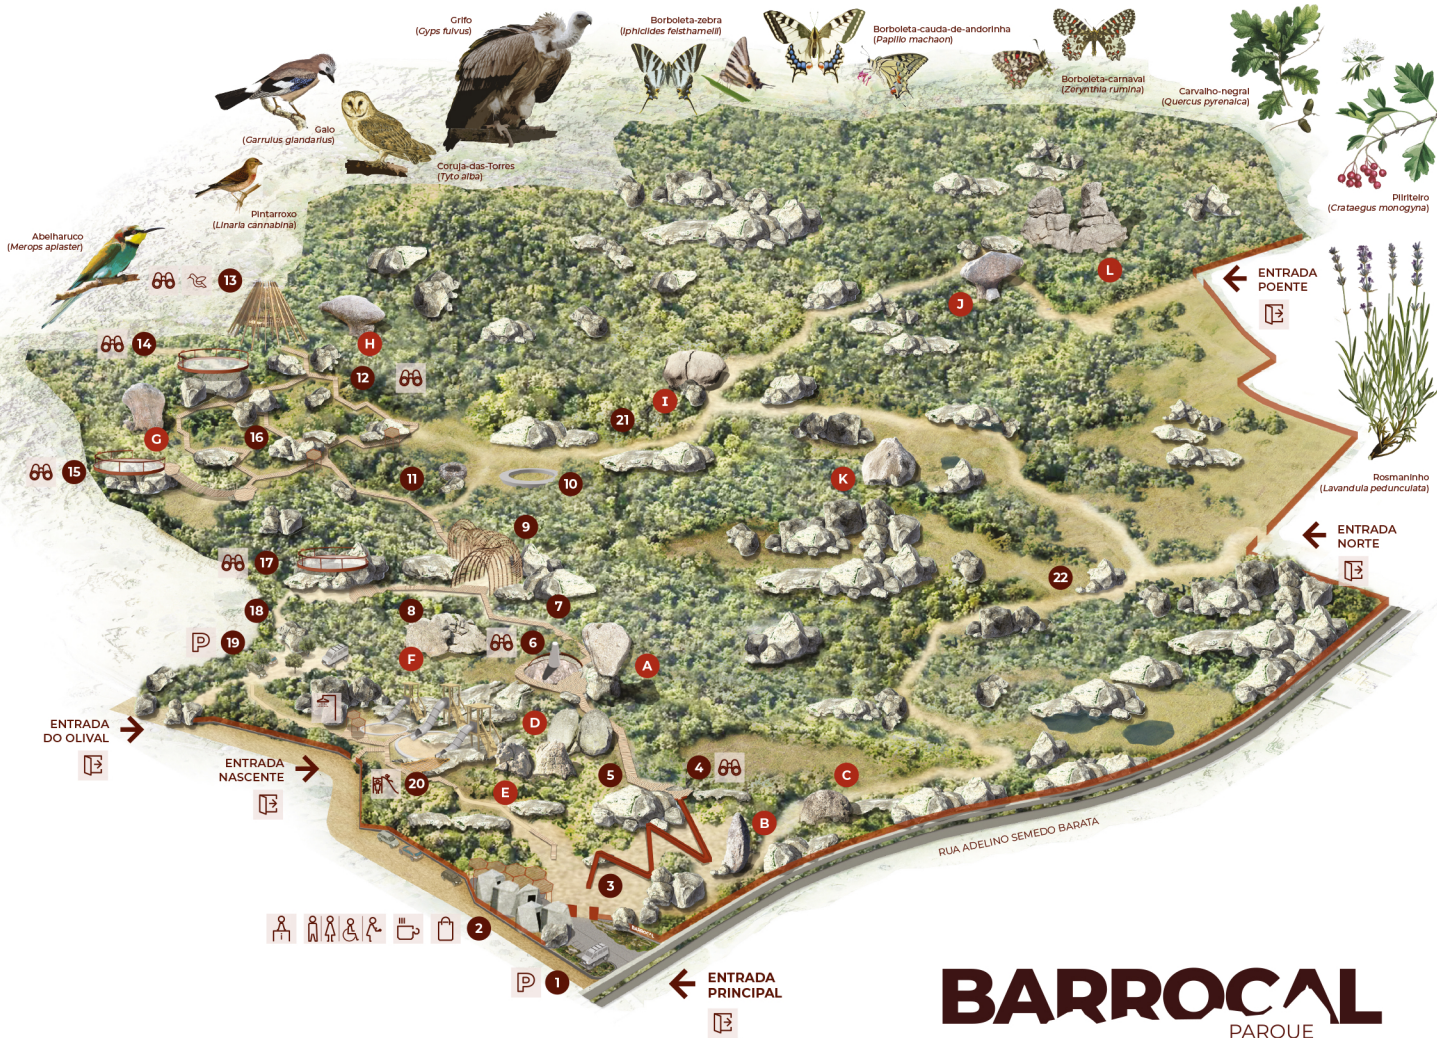 Grifo
(Gyps fulvus)
Borboleta-zebra
(Iphiclides feisthamelii)
Borboleta-cauda-de-andorinha
(Papilio machaon)
Borboleta-carnaval
(Zerynthia rumina)
Carvalho-negral
(Quercus pyrenaica)
Gaio
(Garrulus glandarius)
Coruja-das-Torres
(Tyto alba)
Pintarroxo
(Linaria cannabina)
Pilriteiro
(Crataegus monogyna)
Abelharuco
(Merops apiaster)
13
L
ENTRADA
POENTE
J
14
H
12
I
21
G
16
15
11
10
K
Rosmaninho
(Lavandula pedunculata)
9
ENTRADA
NORTE
17
22
18
8
7
P 19
6
F
A
ENTRADA
DO OLIVAL
D
ENTRADA
NASCENTE
20
5
4
C
E
B
RUA ADELINO SEMEDO BARATA
3
2
BARROCAL
P 1
ENTRADA
PRINCIPAL
BARROCAL
PARQUE